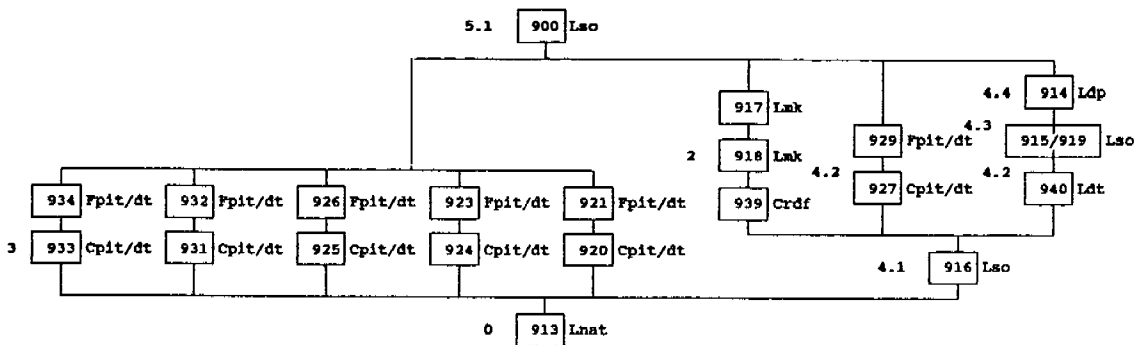 5.1 900 Lso
4.4 914 Ldp
917 Lmk
4.3 915/919 Lso
929 Fpit/dt
2 918 Lmk
4.2 927 Cpit/dt
4.2 940 Ldt
934 Fpit/dt 932 Fpit/dt 926 Fpit/dt 923 Fpit/dt 921 Fpit/dt
939 Crdf
3 933 Cpit/dt 931 Cpit/dt 925 Cpit/dt 924 Cpit/dt 920 Cpit/dt
4.1 916 Lso
0 913 Lnat